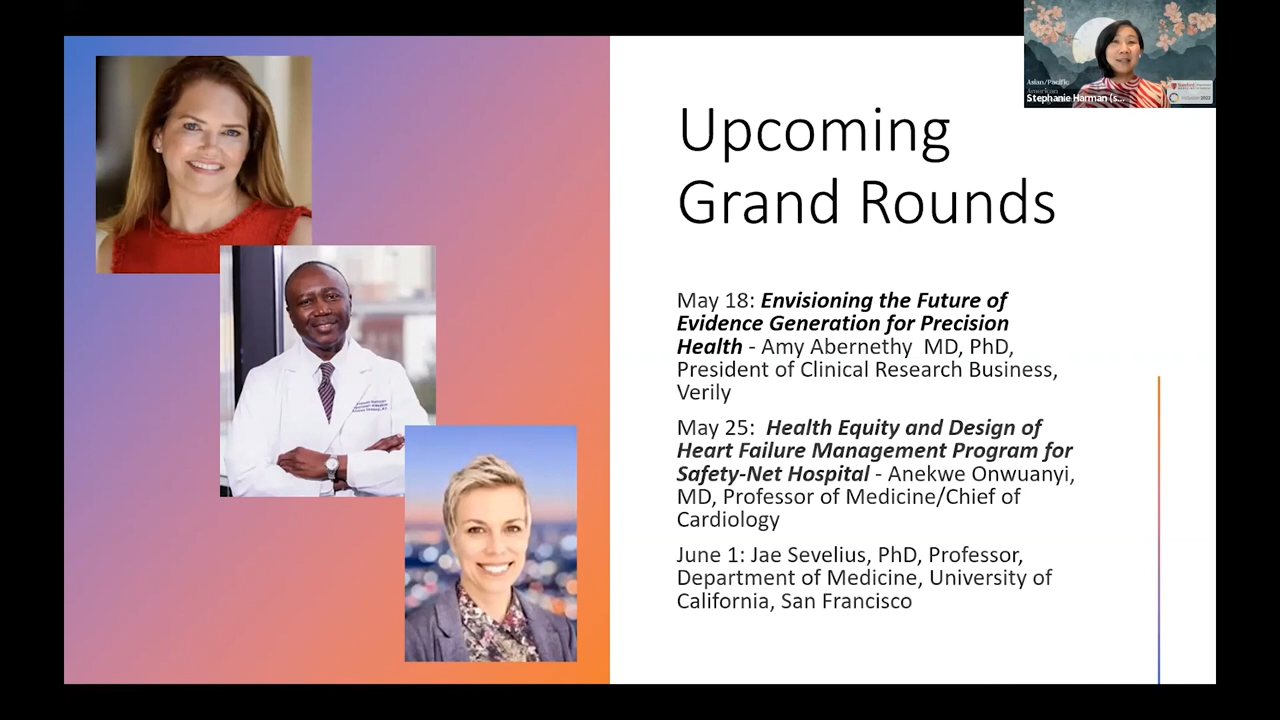 Asian/Pacific
American
Stephanie Harman (s...
Upcoming
Grand Rounds
May 18: Envisioning the Future of
Evidence Generation for Precision
Health - Amy Abernethy MD, PhD,
President of Clinical Research Business,
Verily
May 25: Health Equity and Design of
Heart Failure Management Program for
Safety-Net Hospital - Anekwe Onwuanyi,
MD, Professor of Medicine/Chief of
Cardiology
June 1: Jae Sevelius, PhD, Professor,
Department of Medicine, University of
California, San Francisco